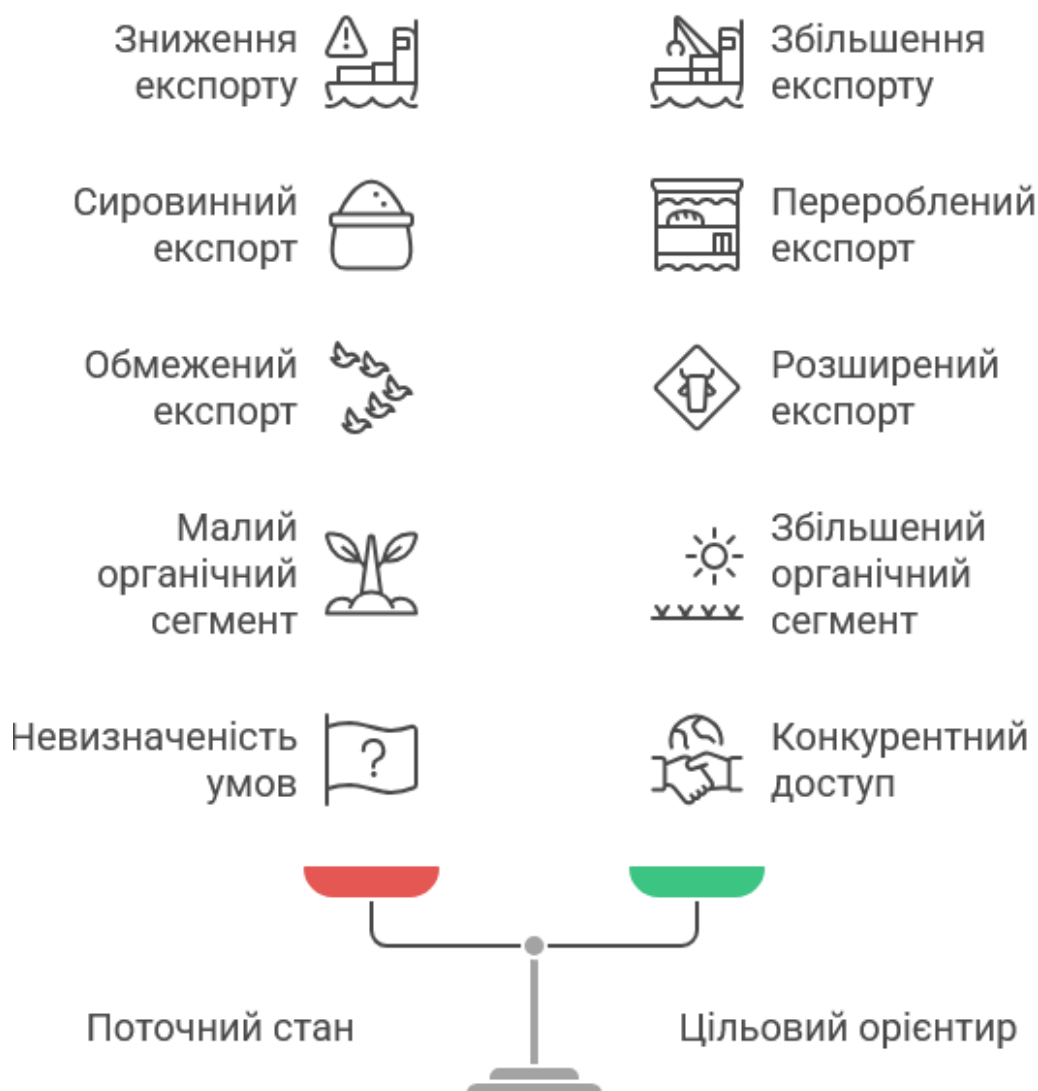 Зниження
експорту
Збільшення
експорту
Сировинний
експорт
Перероблений
експорт
Обмежений
експорт
Розширений
експорт
Малий
органічний
сегмент
Збільшений
органічний
сегмент
Невизначеність
умов
?
Конкурентний
доступ
Поточний стан
Цільовий орієнтир